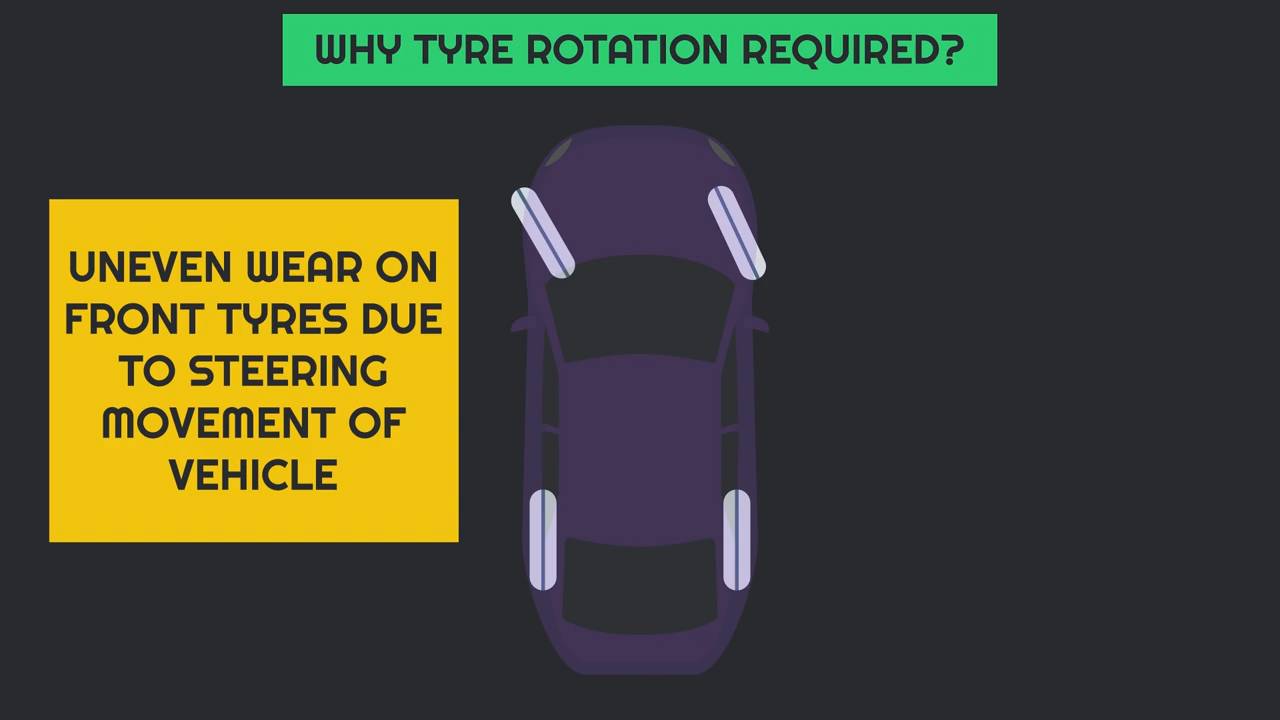 WHY TYRE ROTATION REQUIRED?
UNEVEN WEAR ON
FRONT TYRES DUE
TO STEERING
MOVEMENT OF
VEHICLE